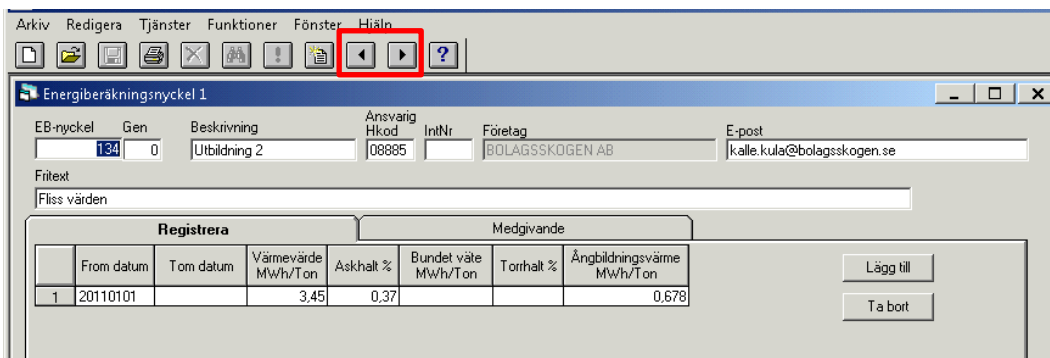 Arkiv Redigera Tjänster Funktioner Fönster Hjälp
?
Energiberäkningsnyckel 1
EB-nyckel Gen Beskrivning Ansvarig Hkod IntNr Företag E-post
134 0 Utbildning 2 08885 BOLAGSSKOGEN AB kalle.kula@bolagsskogen.se
Fritext
Fliss värden
Registrera Medgivande
From datum Tom datum Värmevärde MWh/Ton Askhalt % Bundet väte MWh/Ton Torrhalt % Ångbildningsvärme MWh/Ton
1 20110101 3,45 0,37 0,678
Lägg till
Ta bort